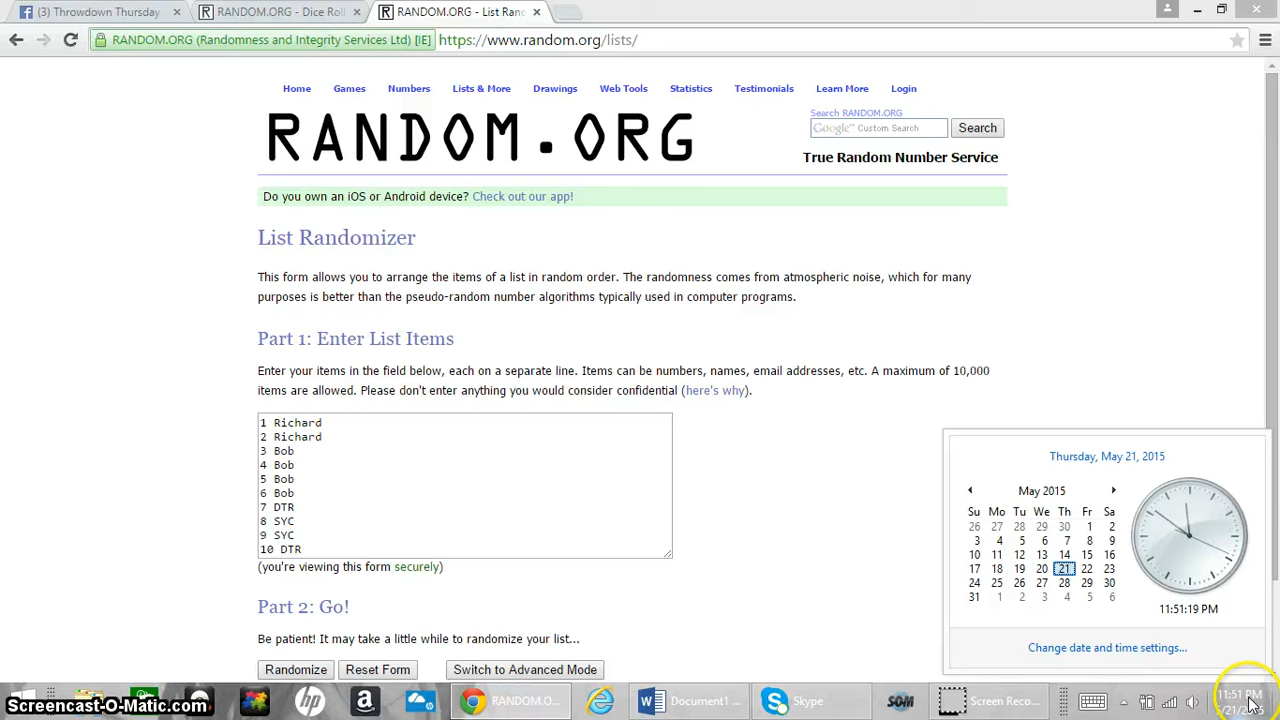 (3) Throwdown Thursday
RANDOM.ORG - Dice Roll
RANDOM.ORG - List Ran
RANDOM.ORG (Randomness and Integrity Services Ltd) [IE]
https://www.random.org/lists/
Home Games Numbers Lists & More Drawings Web Tools Statistics Testimonials Learn More Login
RANDOM.ORG
Search RANDOM.ORG
Google™ Custom Search
Search
True Random Number Service
Do you own an iOS or Android device? Check out our app!
List Randomizer
This form allows you to arrange the items of a list in random order. The randomness comes from atmospheric noise, which for many
purposes is better than the pseudo-random number algorithms typically used in computer programs.
Part 1: Enter List Items
Enter your items in the field below, each on a separate line. Items can be numbers, names, email addresses, etc. A maximum of 10,000
items are allowed. Please don't enter anything you would consider confidential (here's why).
1 Richard
2 Richard
3 Bob
4 Bob
5 Bob
6 Bob
7 DTR
8 SYC
9 SYC
10 DTR
(you're viewing this form securely)
Part 2: Go!
Be patient! It may take a little while to randomize your list...
Randomize
Reset Form
Switch to Advanced Mode
Thursday, May 21, 2015
May 2015
Su Mo Tu We Th Fr Sa
26 27 28 29 30 1 2
3 4 5 6 7 8 9
10 11 12 13 14 15 16
17 18 19 20 21 22 23
24 25 26 27 28 29 30
31 1 2 3 4 5 6
11:51:19 PM
Change date and time settings...
hp
a
RANDOM.O...
W
Document1 ...
Skype
SOM
Screen Reco...
11:51 PM
5/21/2015
Screencast-O-Matic.com